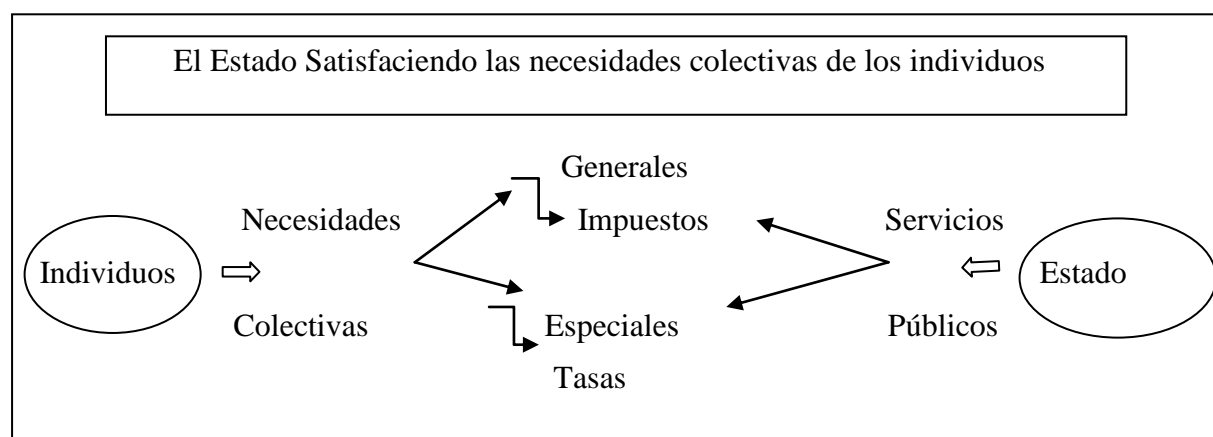 El Estado Satisfaciendo las necesidades colectivas de los individuos
Generales
Necesidades
Impuestos
Servicios
Individuos
Estado
Colectivas
Especiales
Públicos
Tasas